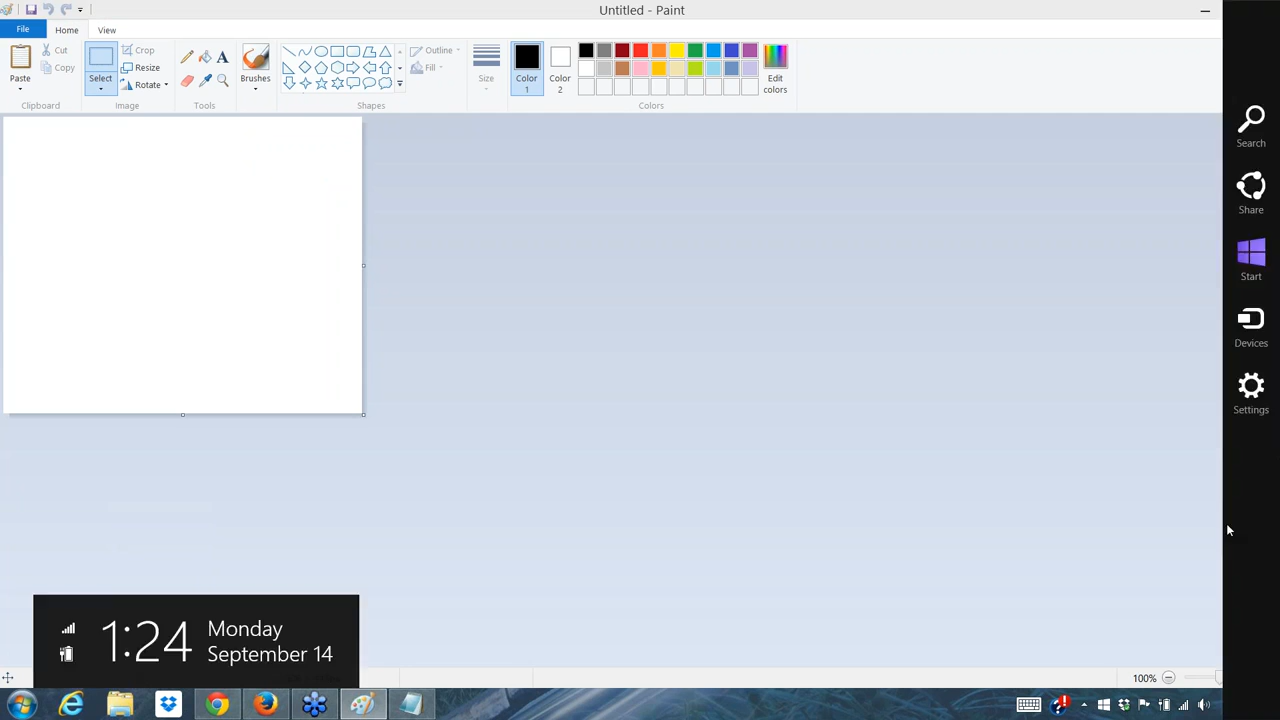 Untitled - Paint
File Home View
Paste
Cut
Copy
Clipboard
Select
Crop
Resize
Rotate
Image
A
Tools
Brushes
Shapes
Outline
Fill
Size
Color 1
Color 2
Edit colors
Colors
Search
Share
Start
Devices
Settings
1:24
Monday
September 14
100%